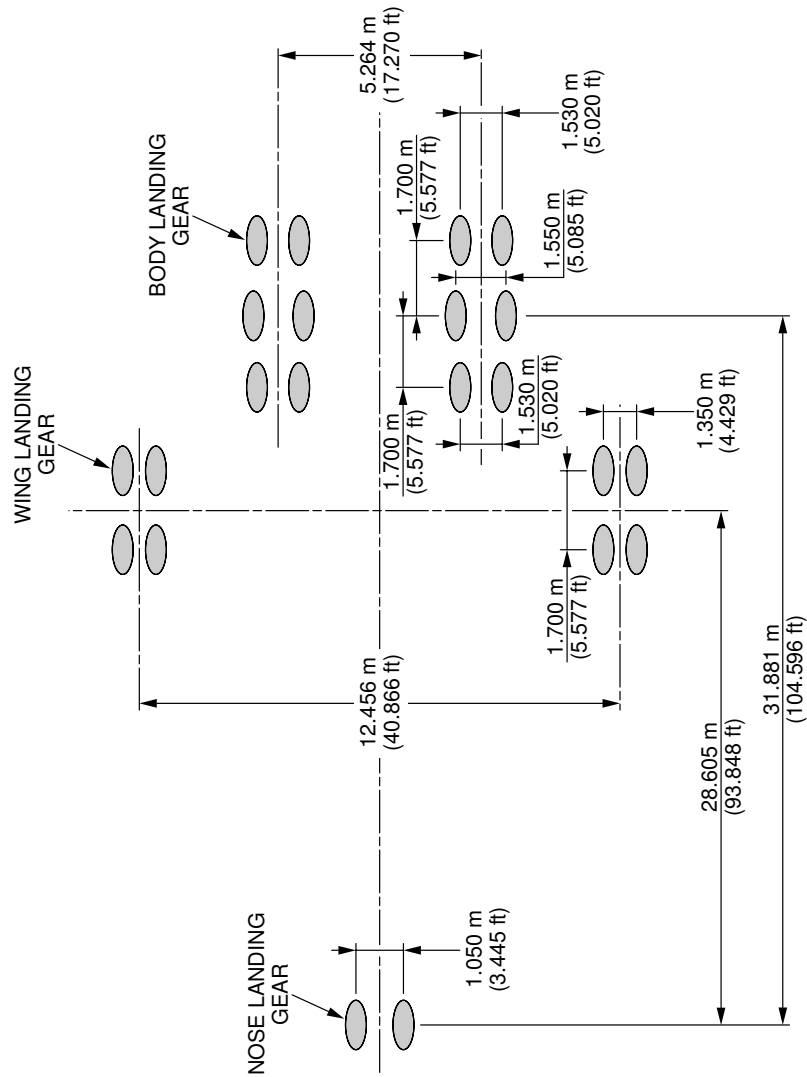 5.264 m
(17.270 ft)
1.530 m
(5.020 ft)
BODY LANDING
GEAR
1.700 m
(5.577 ft)
1.550 m
(5.085 ft)
WING LANDING
GEAR
1.700 m
(5.577 ft)
1.530 m
(5.020 ft)
1.350 m
(4.429 ft)
1.700 m
(5.577 ft)
12.456 m
(40.866 ft)
31.881 m
(104.596 ft)
28.605 m
(93.848 ft)
NOSE LANDING
GEAR
1.050 m
(3.445 ft)